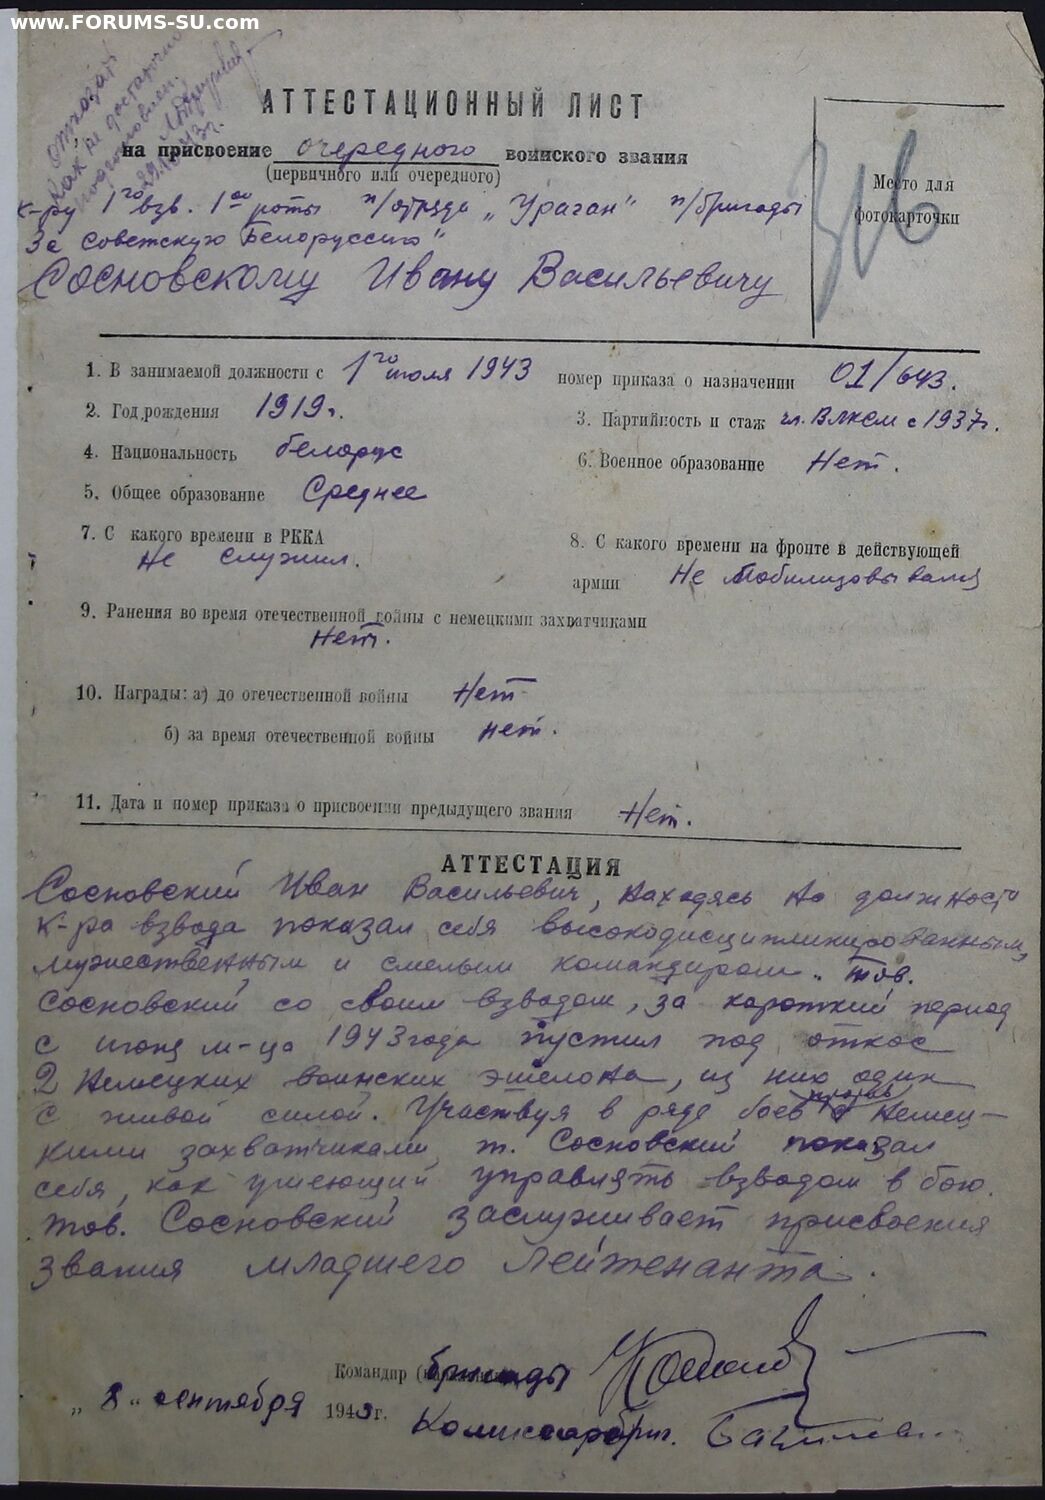 www.FORUMS-SU.com
Отказать
как не достаточно
подготовлен.
АТТЕСТАЦИОННЫЙ ЛИСТ
на присвоение очередного воинского звания
(первичного или очередного)
Место для
фотокарточки
к-ру 1го взв. 1ой роты п/отряда „Ураган" п/бригады
За Советскую Белоруссию"
Сосновскому Ивану Васильевичу
1. В занимаемой должности с 1го июля 1943 номер приказа о назначении 01/643.
2. Год рождения 1919г. 3. Партийность и стаж чл. ВЛКСМ с 1937г.
4. Национальность белорус 6. Военное образование Нет.
5. Общее образование Среднее
7. С какого времени в РККА 8. С какого времени на фронте в действующей
Не служил. армии Не мобилизовывался
9. Ранения во время отечественной войны с немецкими захватчиками
Нет.
10. Награды: а) до отечественной войны Нет
б) за время отечественной войны нет.
11. Дата и номер приказа о присвоении предыдущего звания Нет.
АТТЕСТАЦИЯ
Сосновский Иван Васильевич, находясь на должности
к-ра взвода показал себя высокодисциплинированным,
мужественным и смелым командиром. Тов.
Сосновский со своим взводом, за короткий период
с июня м-ца 1943 года пустил под откос
2 немецких воинских эшелона, из них один
с живой силой. Участвуя в ряде боев против немец-
кими захватчиками, т. Сосновский показал
себя, как умеющий управлять взводом в бою.
Тов. Сосновский заслуживает присвоения
звания младшего лейтенанта.
Командир бригады
„8" сентября 1943г.
Комиссар бриг.